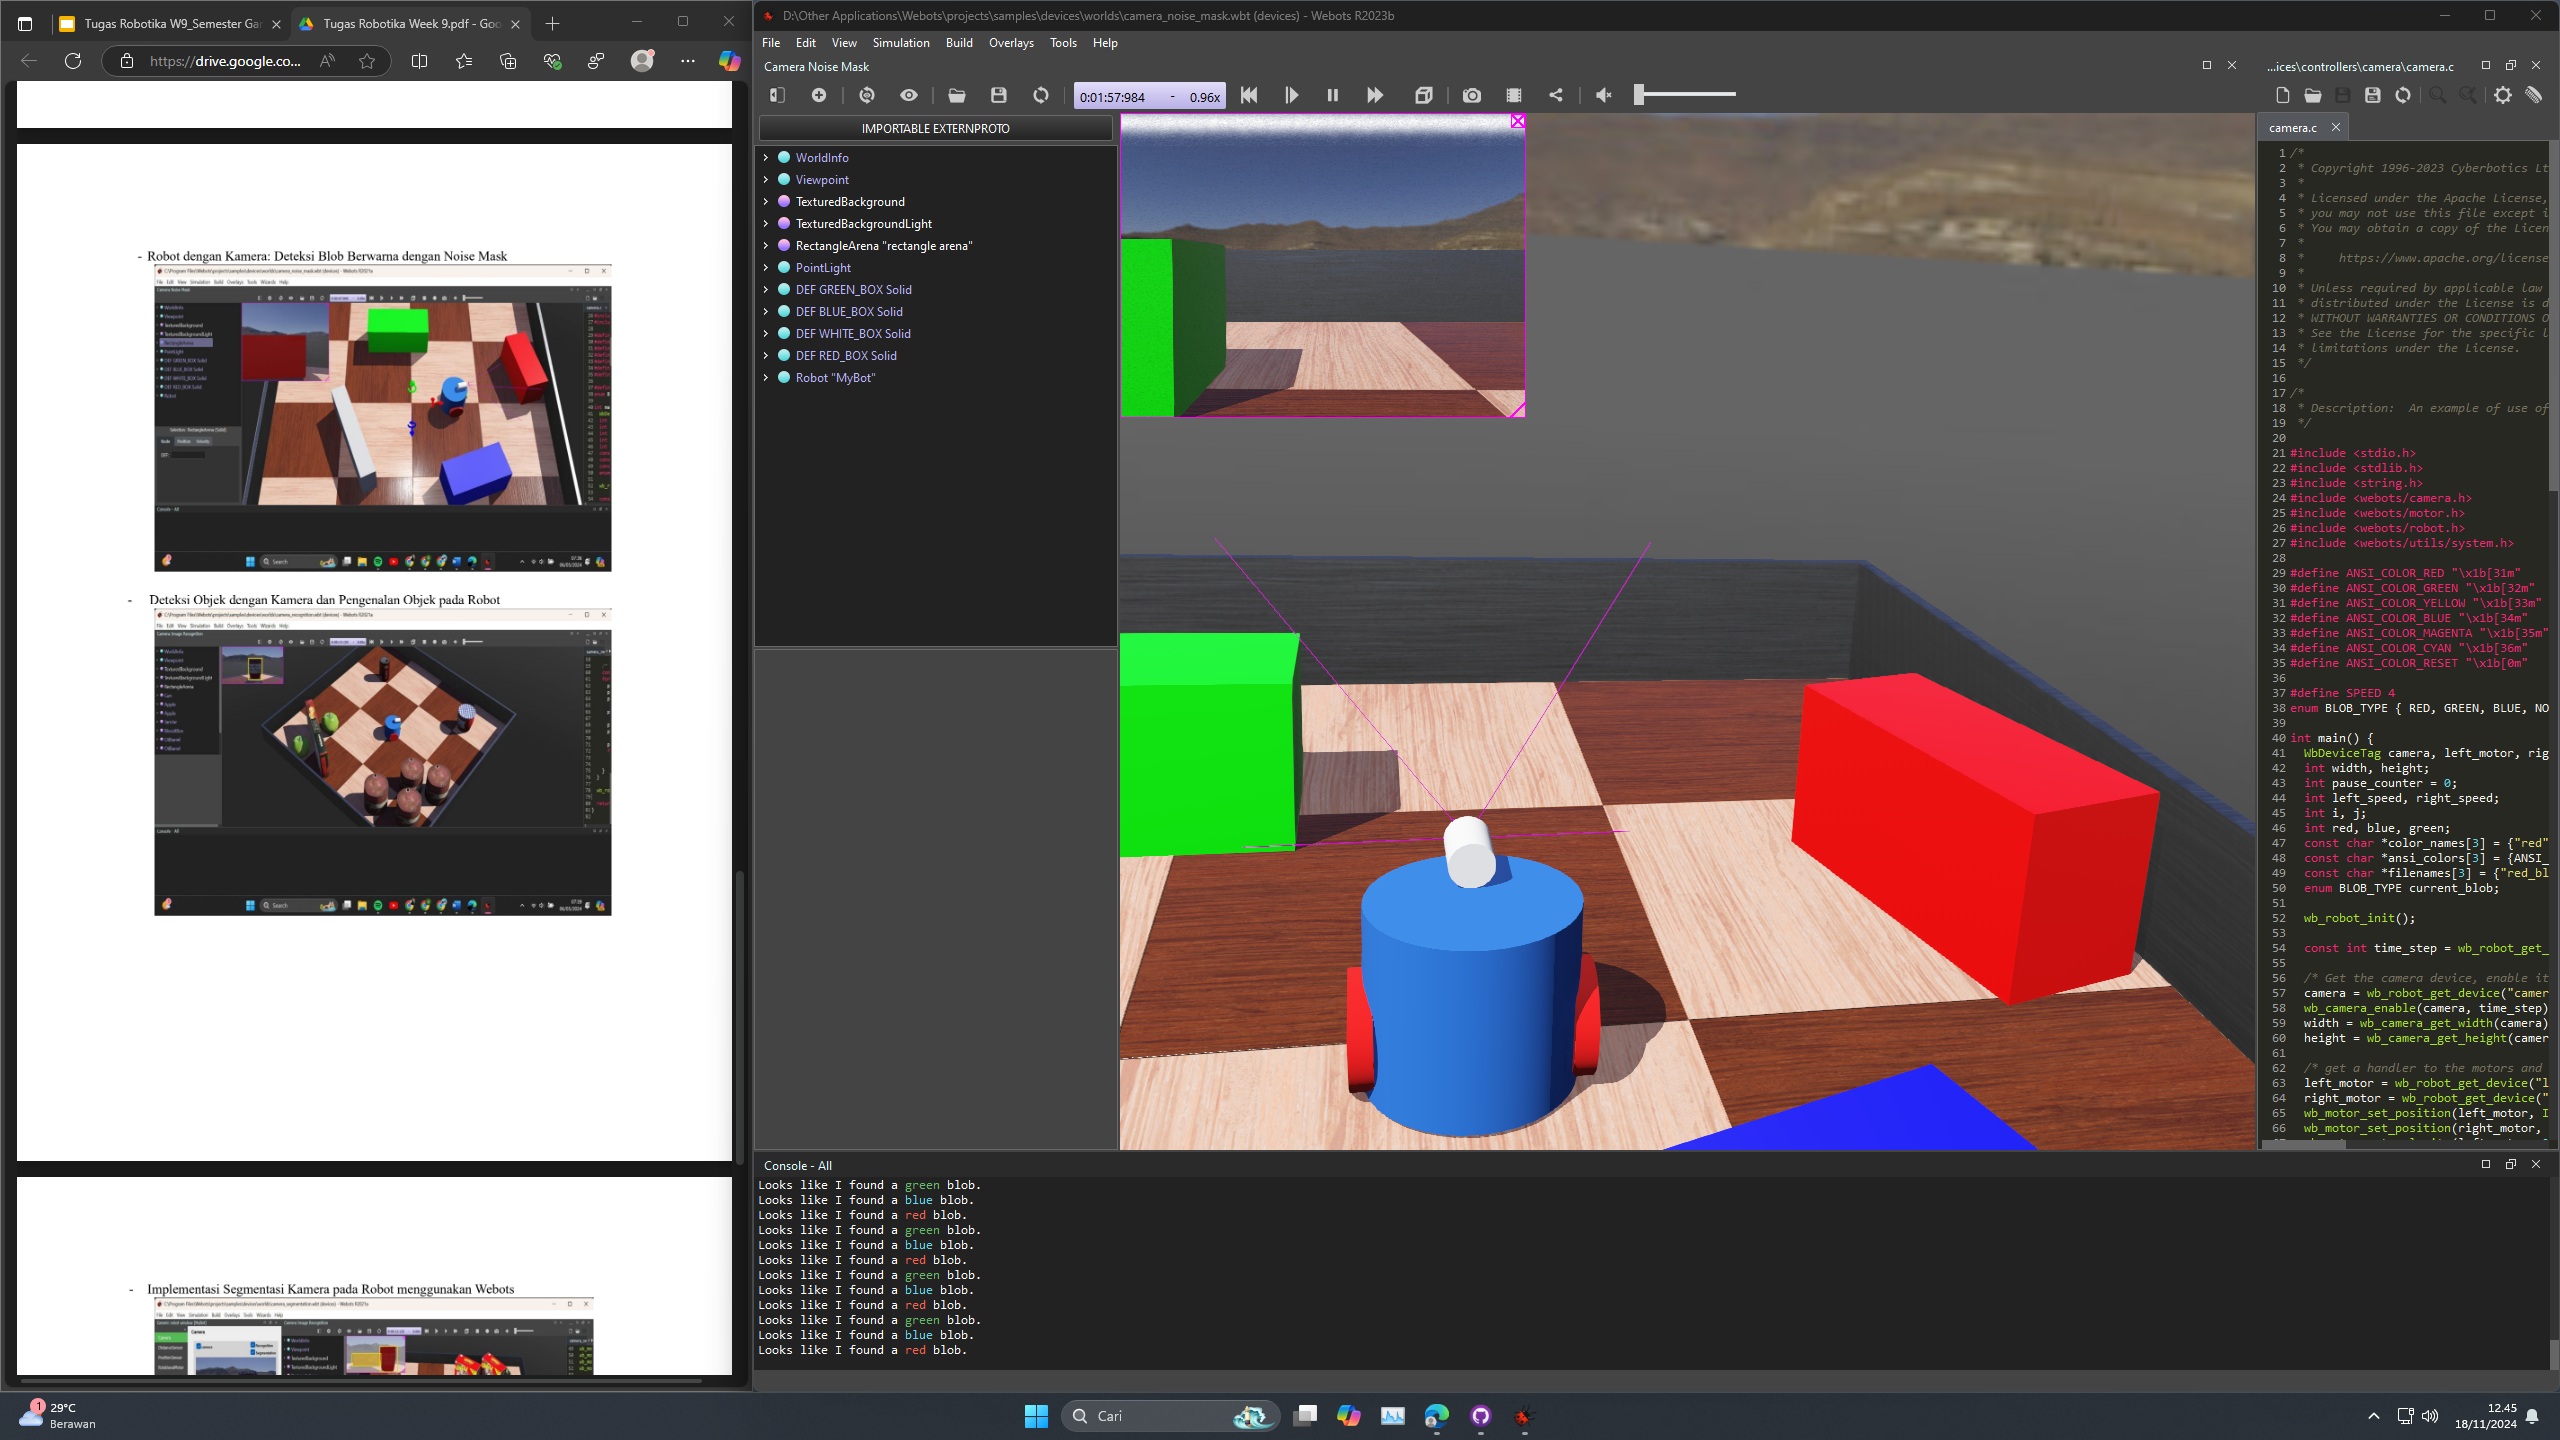 Tugas Robotika W9_Semester Gar
Tugas Robotika Week 9.pdf - Goo
https://drive.google.co...
- Robot dengan Kamera: Deteksi Blob Berwarna dengan Noise Mask
- Deteksi Objek dengan Kamera dan Pengenalan Objek pada Robot
- Implementasi Segmentasi Kamera pada Robot menggunakan Webots
D:\Other Applications\Webots\projects\samples\devices\worlds\camera_noise_mask.wbt (devices) - Webots R2023b
File Edit View Simulation Build Overlays Tools Help
Camera Noise Mask
0:01:57:984 - 0.96x
IMPORTABLE EXTERNPROTO
WorldInfo
Viewpoint
TexturedBackground
TexturedBackgroundLight
RectangleArena "rectangle arena"
PointLight
DEF GREEN_BOX Solid
DEF BLUE_BOX Solid
DEF WHITE_BOX Solid
DEF RED_BOX Solid
Robot "MyBot"
...ices\controllers\camera\camera.c
camera.c
1 /*
2 * Copyright 1996-2023 Cyberbotics Lt
3 *
4 * Licensed under the Apache License,
5 * you may not use this file except i
6 * You may obtain a copy of the Licen
7 *
8 * https://www.apache.org/license
9 *
10 * Unless required by applicable law
11 * distributed under the License is d
12 * WITHOUT WARRANTIES OR CONDITIONS O
13 * See the License for the specific l
14 * limitations under the License.
15 */
16
17 /*
18 * Description: An example of use of
19 */
20
21 #include <stdio.h>
22 #include <stdlib.h>
23 #include <string.h>
24 #include <webots/camera.h>
25 #include <webots/motor.h>
26 #include <webots/robot.h>
27 #include <webots/utils/system.h>
28
29 #define ANSI_COLOR_RED "\x1b[31m"
30 #define ANSI_COLOR_GREEN "\x1b[32m"
31 #define ANSI_COLOR_YELLOW "\x1b[33m"
32 #define ANSI_COLOR_BLUE "\x1b[34m"
33 #define ANSI_COLOR_MAGENTA "\x1b[35m"
34 #define ANSI_COLOR_CYAN "\x1b[36m"
35 #define ANSI_COLOR_RESET "\x1b[0m"
36
37 #define SPEED 4
38 enum BLOB_TYPE { RED, GREEN, BLUE, NO
39
40 int main() {
41 WbDeviceTag camera, left_motor, rig
42 int width, height;
43 int pause_counter = 0;
44 int left_speed, right_speed;
45 int i, j;
46 int red, blue, green;
47 const char *color_names[3] = {"red"
48 const char *ansi_colors[3] = {ANSI_
49 const char *filenames[3] = {"red_bl
50 enum BLOB_TYPE current_blob;
51
52 wb_robot_init();
53
54 const int time_step = wb_robot_get_
55
56 /* Get the camera device, enable it
57 camera = wb_robot_get_device("camer
58 wb_camera_enable(camera, time_step)
59 width = wb_camera_get_width(camera)
60 height = wb_camera_get_height(camer
61
62 /* get a handler to the motors and
63 left_motor = wb_robot_get_device("l
64 right_motor = wb_robot_get_device("
65 wb_motor_set_position(left_motor, I
66 wb_motor_set_position(right_motor,
Console - All
Looks like I found a green blob.
Looks like I found a blue blob.
Looks like I found a red blob.
Looks like I found a green blob.
Looks like I found a blue blob.
Looks like I found a red blob.
Looks like I found a green blob.
Looks like I found a blue blob.
Looks like I found a red blob.
Looks like I found a green blob.
Looks like I found a blue blob.
Looks like I found a red blob.
1
29°C
Berawan
Cari
12.45
18/11/2024